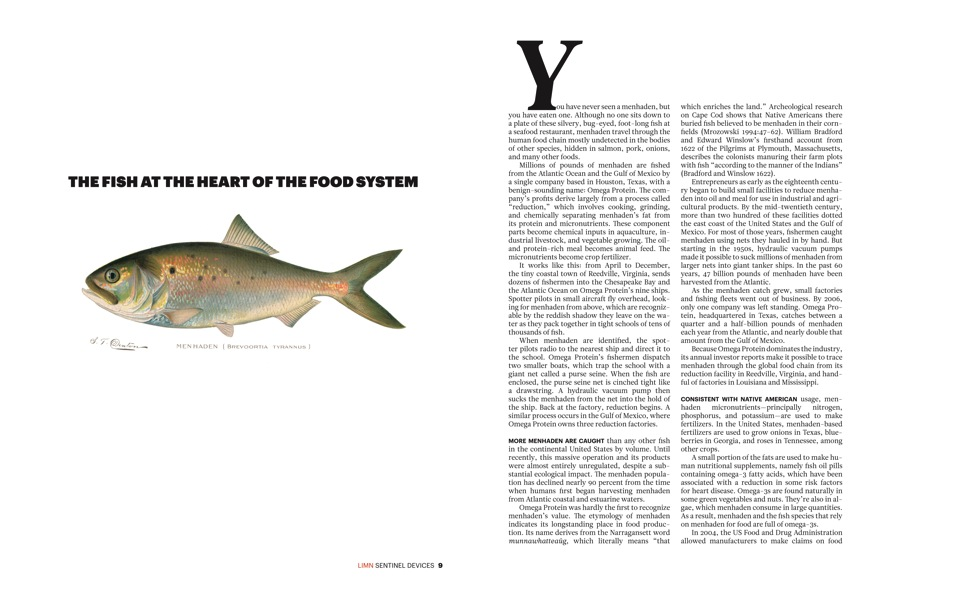 THE FISH AT THE HEART OF THE FOOD SYSTEM
MENHADEN ( BREVOORTIA TYRANNUS )
LIMN SENTINEL DEVICES 9
You have never seen a menhaden, but
you have eaten one. Although no one sits down to
a plate of these silvery, bug-eyed, foot-long fish at
a seafood restaurant, menhaden travel through the
human food chain mostly undetected in the bodies
of other species, hidden in salmon, pork, onions,
and many other foods.
Millions of pounds of menhaden are fished
from the Atlantic Ocean and the Gulf of Mexico by
a single company based in Houston, Texas, with a
benign-sounding name: Omega Protein. The com-
pany's profits derive largely from a process called
"reduction," which involves cooking, grinding,
and chemically separating menhaden's fat from
its protein and micronutrients. These component
parts become chemical inputs in aquaculture, in-
dustrial livestock, and vegetable growing. The oil-
and protein-rich meal becomes animal feed. The
micronutrients become crop fertilizer.
It works like this: from April to December,
the tiny coastal town of Reedville, Virginia, sends
dozens of fishermen into the Chesapeake Bay and
the Atlantic Ocean on Omega Protein's nine ships.
Spotter pilots in small aircraft fly overhead, look-
ing for menhaden from above, which are recogniz-
able by the reddish shadow they leave on the wa-
ter as they pack together in tight schools of tens of
thousands of fish.
When menhaden are identified, the spot-
ter pilots radio to the nearest ship and direct it to
the school. Omega Protein's fishermen dispatch
two smaller boats, which trap the school with a
giant net called a purse seine. When the fish are
enclosed, the purse seine net is cinched tight like
a drawstring. A hydraulic vacuum pump then
sucks the menhaden from the net into the hold of
the ship. Back at the factory, reduction begins. A
similar process occurs in the Gulf of Mexico, where
Omega Protein owns three reduction factories.
MORE MENHADEN ARE CAUGHT than any other fish
in the continental United States by volume. Until
recently, this massive operation and its products
were almost entirely unregulated, despite a sub-
stantial ecological impact. The menhaden popula-
tion has declined nearly 90 percent from the time
when humans first began harvesting menhaden
from Atlantic coastal and estuarine waters.
Omega Protein was hardly the first to recognize
menhaden's value. The etymology of menhaden
indicates its longstanding place in food produc-
tion. Its name derives from the Narragansett word
munnawhatteaûg, which literally means "that
which enriches the land." Archeological research
on Cape Cod shows that Native Americans there
buried fish believed to be menhaden in their corn-
fields (Mrozowski 1994:47–62). William Bradford
and Edward Winslow's firsthand account from
1622 of the Pilgrims at Plymouth, Massachusetts,
describes the colonists manuring their farm plots
with fish "according to the manner of the Indians"
(Bradford and Winslow 1622).
Entrepreneurs as early as the eighteenth centu-
ry began to build small facilities to reduce menha-
den into oil and meal for use in industrial and agri-
cultural products. By the mid-twentieth century,
more than two hundred of these facilities dotted
the east coast of the United States and the Gulf of
Mexico. For most of those years, fishermen caught
menhaden using nets they hauled in by hand. But
starting in the 1950s, hydraulic vacuum pumps
made it possible to suck millions of menhaden from
larger nets into giant tanker ships. In the past 60
years, 47 billion pounds of menhaden have been
harvested from the Atlantic.
As the menhaden catch grew, small factories
and fishing fleets went out of business. By 2006,
only one company was left standing. Omega Pro-
tein, headquartered in Texas, catches between a
quarter and a half-billion pounds of menhaden
each year from the Atlantic, and nearly double that
amount from the Gulf of Mexico.
Because Omega Protein dominates the industry,
its annual investor reports make it possible to trace
menhaden through the global food chain from its
reduction facility in Reedville, Virginia, and hand-
ful of factories in Louisiana and Mississippi.
CONSISTENT WITH NATIVE AMERICAN usage, men-
haden micronutrients—principally nitrogen,
phosphorus, and potassium—are used to make
fertilizers. In the United States, menhaden-based
fertilizers are used to grow onions in Texas, blue-
berries in Georgia, and roses in Tennessee, among
other crops.
A small portion of the fats are used to make hu-
man nutritional supplements, namely fish oil pills
containing omega-3 fatty acids, which have been
associated with a reduction in some risk factors
for heart disease. Omega-3s are found naturally in
some green vegetables and nuts. They're also in al-
gae, which menhaden consume in large quantities.
As a result, menhaden and the fish species that rely
on menhaden for food are full of omega-3s.
In 2004, the US Food and Drug Administration
allowed manufacturers to make claims on food